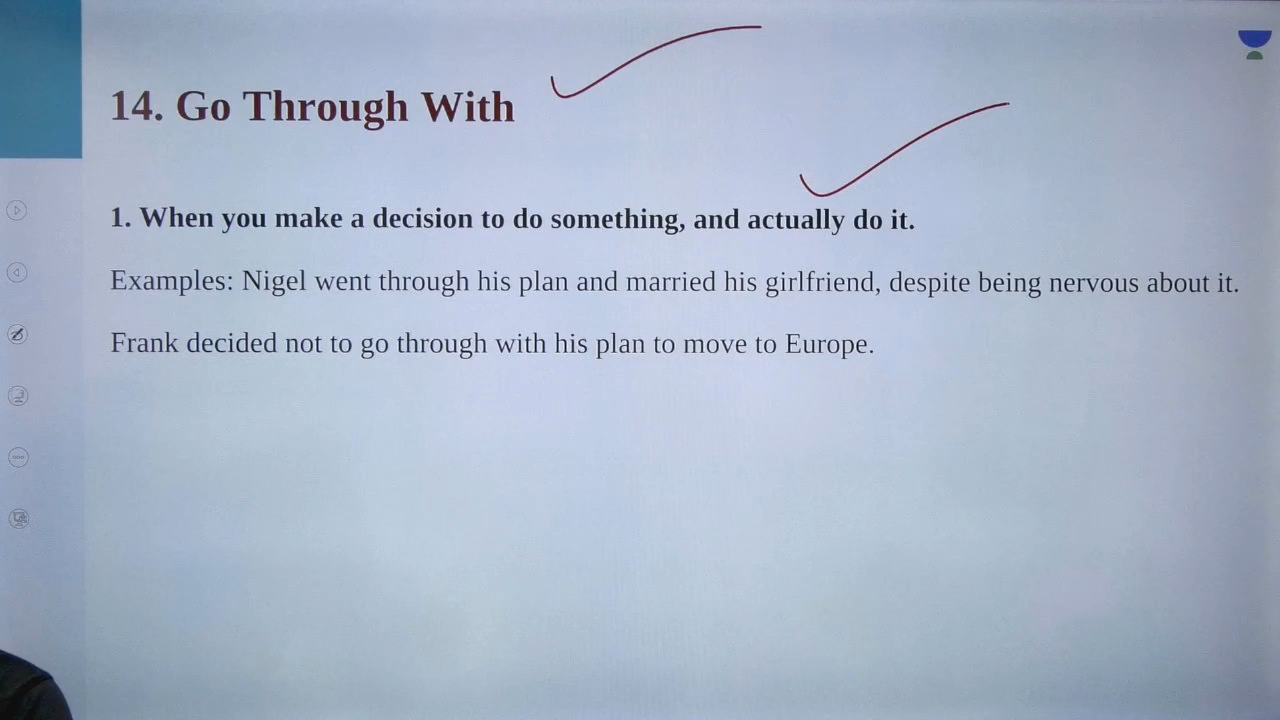 14. Go Through With
1. When you make a decision to do something, and actually do it.
Examples: Nigel went through his plan and married his girlfriend, despite being nervous about it.
Frank decided not to go through with his plan to move to Europe.